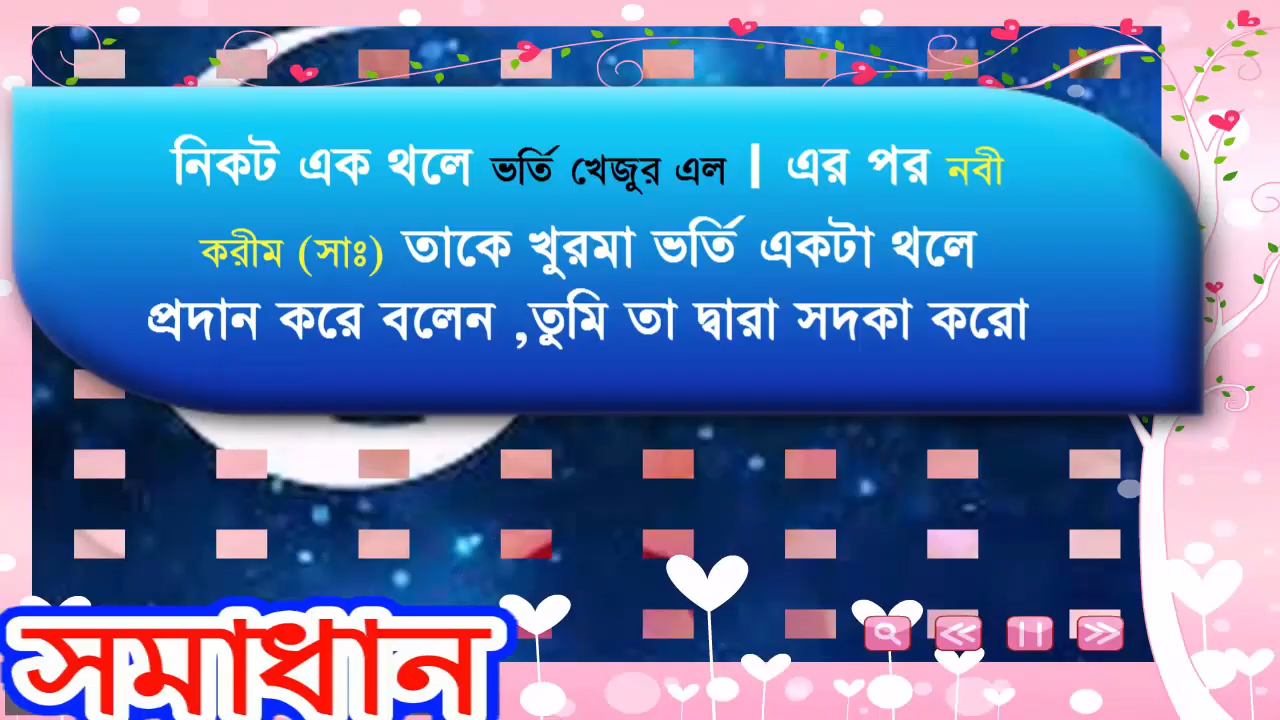 নিকট এক থলে ভর্তি খেজুর এল | এর পর নবী
করীম (সাঃ) তাকে খুরমা ভর্তি একটা থলে
প্রদান করে বলেন ,তুমি তা দ্বারা সদকা করো
সমাধান